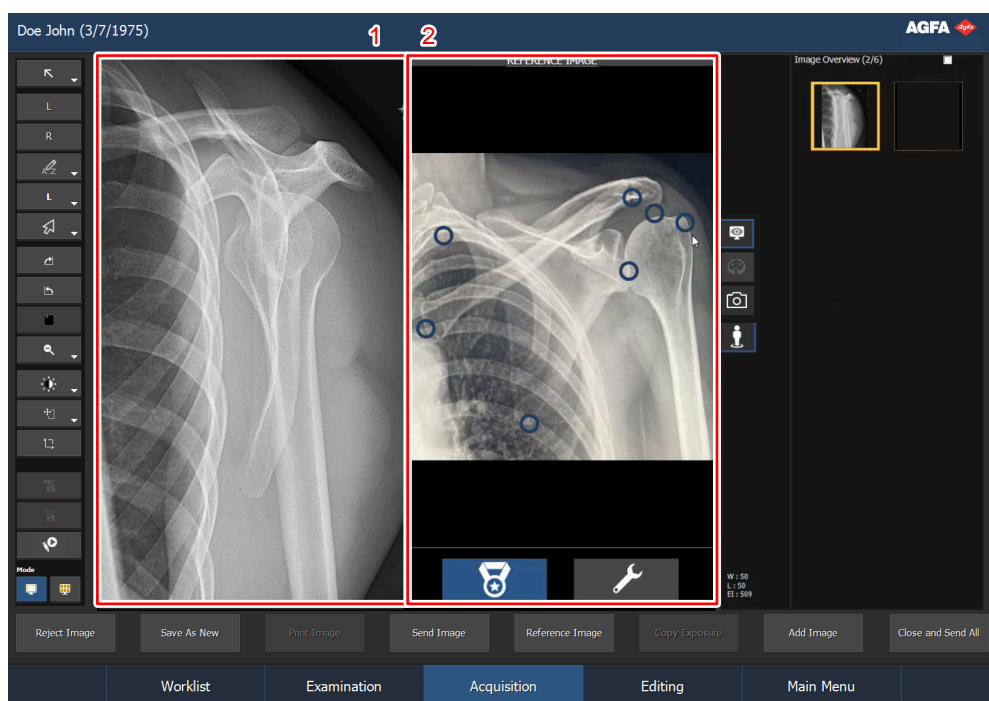 Doe John (3/7/1975)
1 2
AGFA
REFERENCE IMAGE
Image Overview (2/6)
L
R
L
Mode
W : 50
L : 50
EI : 509
Reject Image
Save As New
Print Image
Send Image
Reference Image
Copy Exposure
Add Image
Close and Send All
Worklist
Examination
Acquisition
Editing
Main Menu